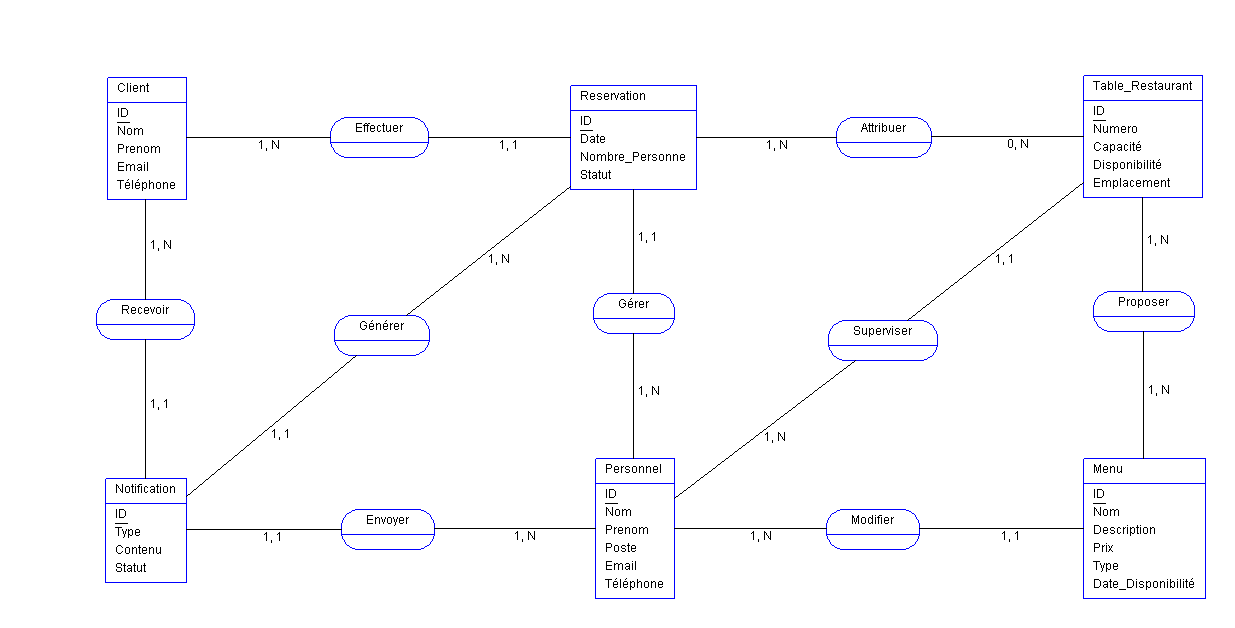 Client
ID
Nom
Prenom
Email
Téléphone
1, N
Effectuer
1, 1
Reservation
ID
Date
Nombre_Personne
Statut
1, N
Attribuer
0, N
Table_Restaurant
ID
Numero
Capacité
Disponibilité
Emplacement
1, N
Recevoir
1, 1
1, N
Générer
1, 1
1, 1
Gérer
1, N
1, 1
Superviser
1, N
1, N
Proposer
1, N
Notification
ID
Type
Contenu
Statut
1, 1
Envoyer
1, N
Personnel
ID
Nom
Prenom
Poste
Email
Téléphone
1, N
Modifier
1, 1
Menu
ID
Nom
Description
Prix
Type
Date_Disponibilité